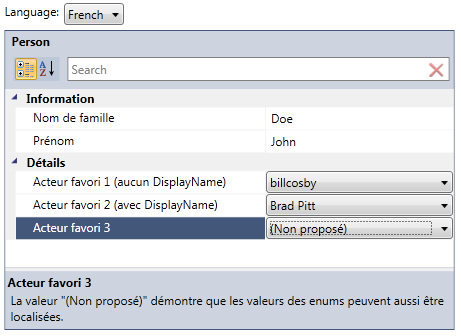 Language: French
Person
A Z Search
Information
Nom de famille Doe
Prénom John
Détails
Acteur favori 1 (aucun DisplayName) billcosby
Acteur favori 2 (avec DisplayName) Brad Pitt
Acteur favori 3 (Non proposé)
Acteur favori 3
La valeur "(Non proposé)" démontre que les valeurs des enums peuvent aussi être
localisées.